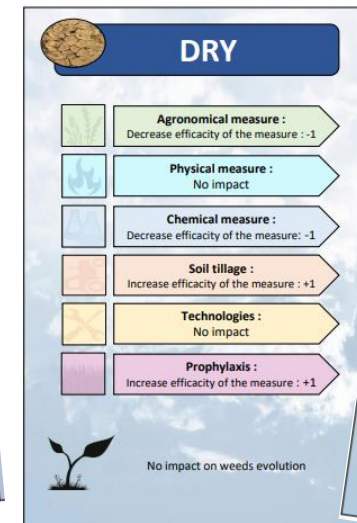 DRY
Agronomical measure :
Decrease efficacity of the measure : -1
Physical measure :
No impact
Chemical measure :
Decrease efficacity of the measure: -1
Soil tillage :
Increase efficacity of the measure : +1
Technologies :
No impact
Prophylaxis :
Increase efficacity of the measure : +1
No impact on weeds evolution